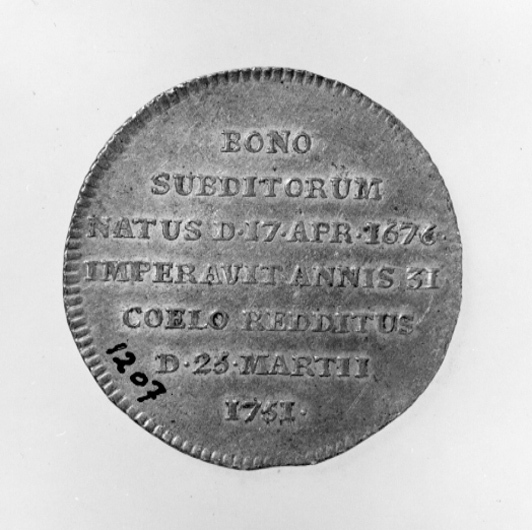 BONO
SUBDITORUM
NATUS D·17·APR·1676·
IMPERAVIT ANNIS 31
COELO REDDITUS
D·25·MARTII
1751·
1207